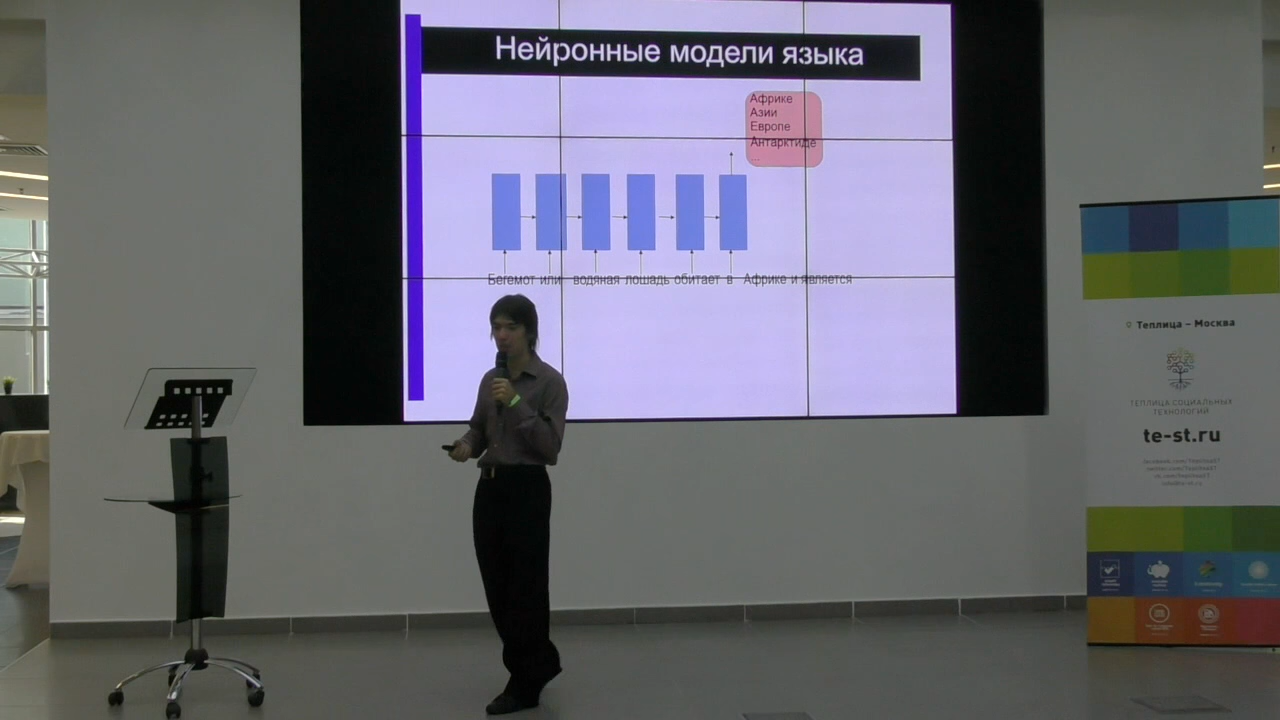 Нейронные модели языка
Африке
Азии
Европе
Антарктиде
...
Бегемот или водяная лошадь обитает в Африке и является
Теплица – Москва
ТЕПЛИЦА СОЦИАЛЬНЫХ
ТЕХНОЛОГИЙ
te-st.ru